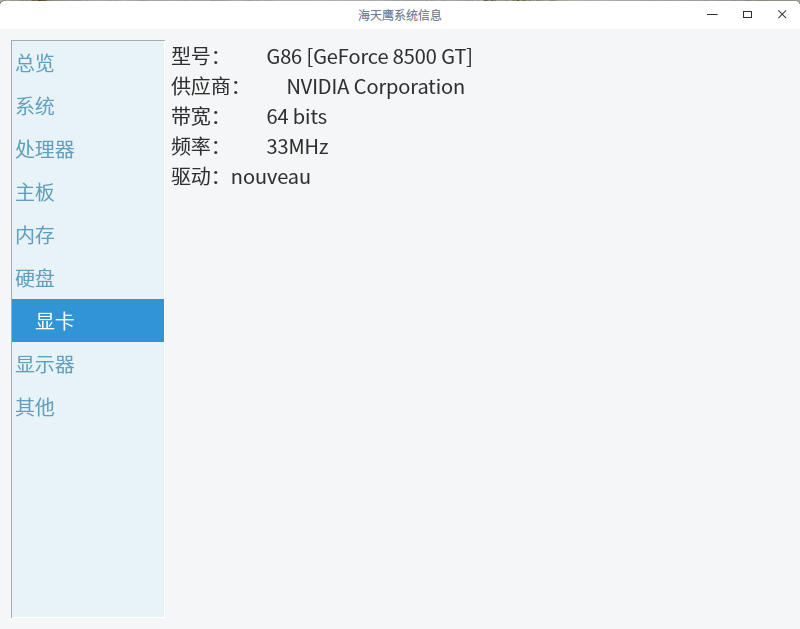 海天鹰系统信息
总览
系统
处理器
主板
内存
硬盘
显卡
显示器
其他
型号： G86 [GeForce 8500 GT]
供应商： NVIDIA Corporation
带宽： 64 bits
频率： 33MHz
驱动：nouveau